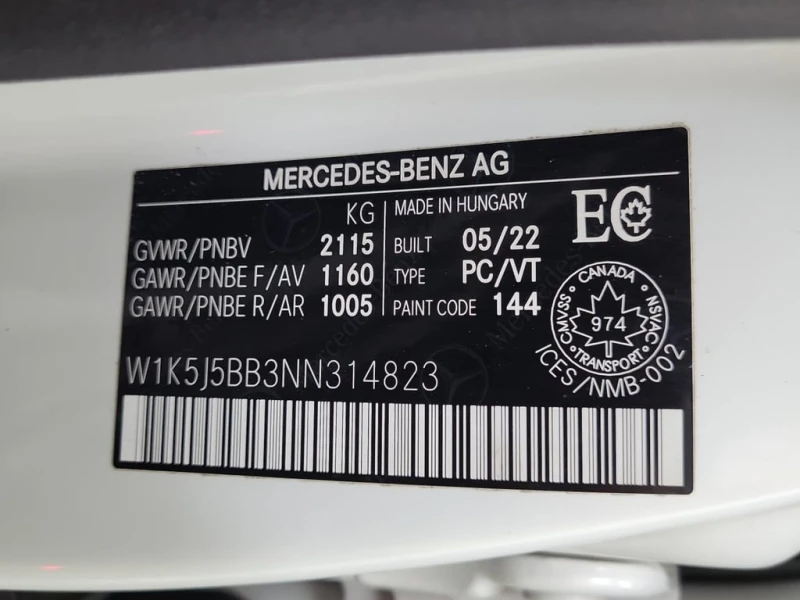 MERCEDES-BENZ AG
KG
GVWR/PNBV 2115
GAWR/PNBE F/AV 1160
GAWR/PNBE R/AR 1005
MADE IN HUNGARY
BUILT 05/22
TYPE PC/VT
PAINT CODE 144
EC
CANADA
CMVSS NSVAC
974
TRANSPORT
ICES/NMB-002
W1K5J5BB3NN314823